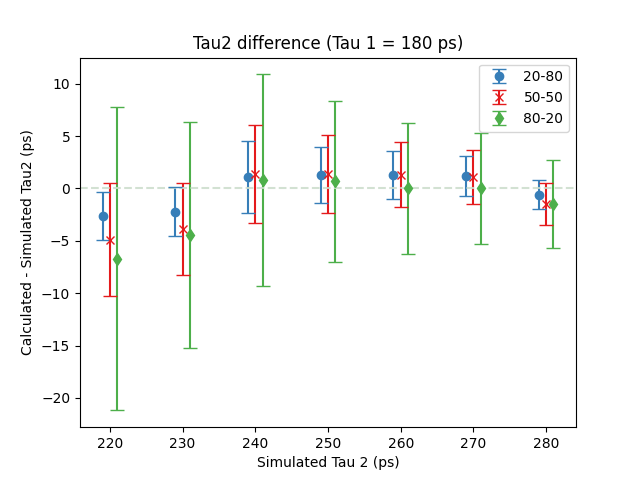 Tau2 difference (Tau 1 = 180 ps)
20-80
50-50
80-20
Calculated - Simulated Tau2 (ps)
10
5
0
−5
−10
−15
−20
220 230 240 250 260 270 280
Simulated Tau 2 (ps)